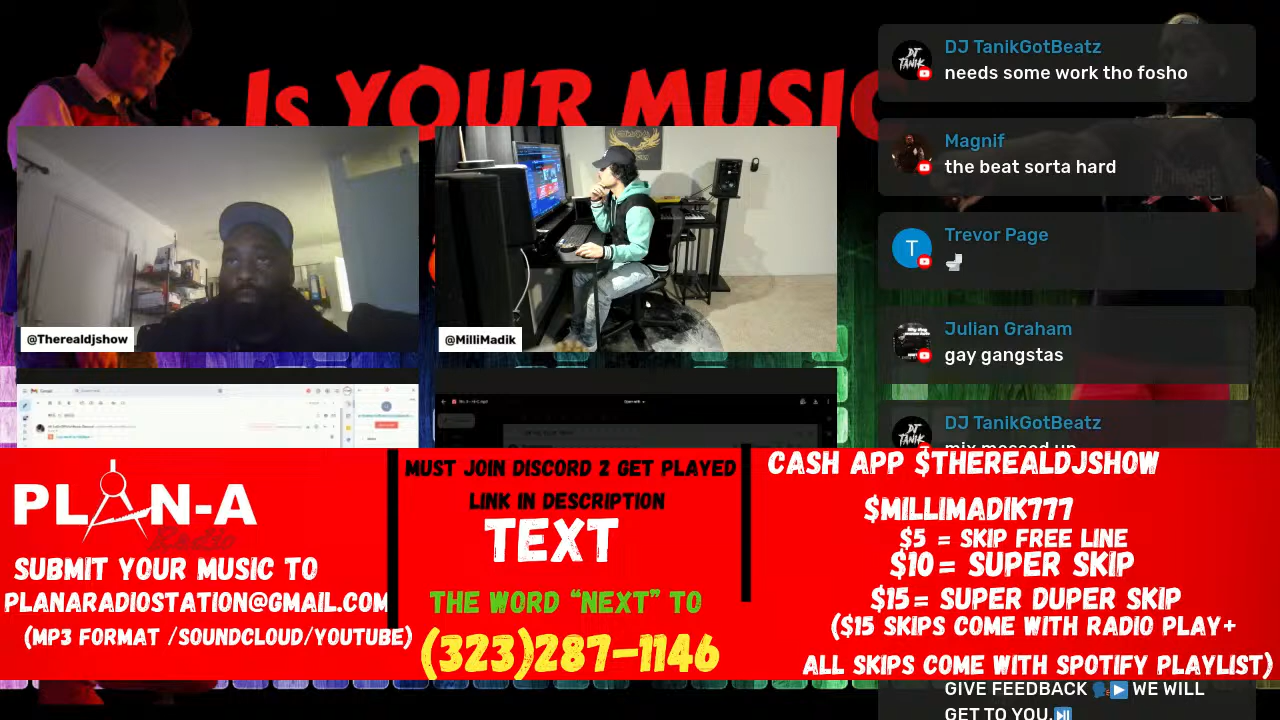 Is YOUR MUSIC
@Therealdjshow
@MilliMadik
DJ TanikGotBeatz
needs some work tho fosho
Magnif
the beat sorta hard
Trevor Page
T
🚽
Julian Graham
gay gangstas
DJ TanikGotBeatz
mix messed up
PLAN-A
Radio
SUBMIT YOUR MUSIC TO
PLANARADIOSTATION@GMAIL.COM
(MP3 FORMAT /SOUNDCLOUD/YOUTUBE)
MUST JOIN DISCORD 2 GET PLAYED
LINK IN DESCRIPTION
TEXT
THE WORD “NEXT” TO
(323)287-1146
CASH APP $THEREALDJSHOW
$MILLIMADIK777
$5 = SKIP FREE LINE
$10= SUPER SKIP
$15= SUPER DUPER SKIP
($15 SKIPS COME WITH RADIO PLAY+
ALL SKIPS COME WITH SPOTIFY PLAYLIST)
GIVE FEEDBACK 🗣▶ WE WILL
GET TO YOU.⏯